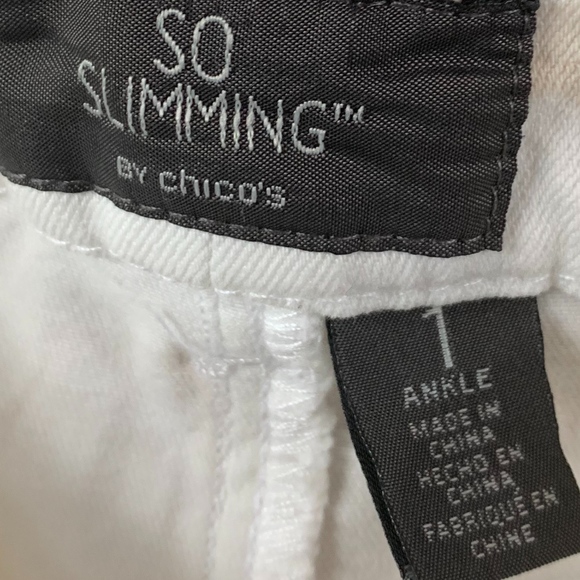 SO
SLIMMING™
BY chico's
1
ANKLE
MADE IN
CHINA
HECHO EN
CHINA
FABRIQUÉ EN
CHINE